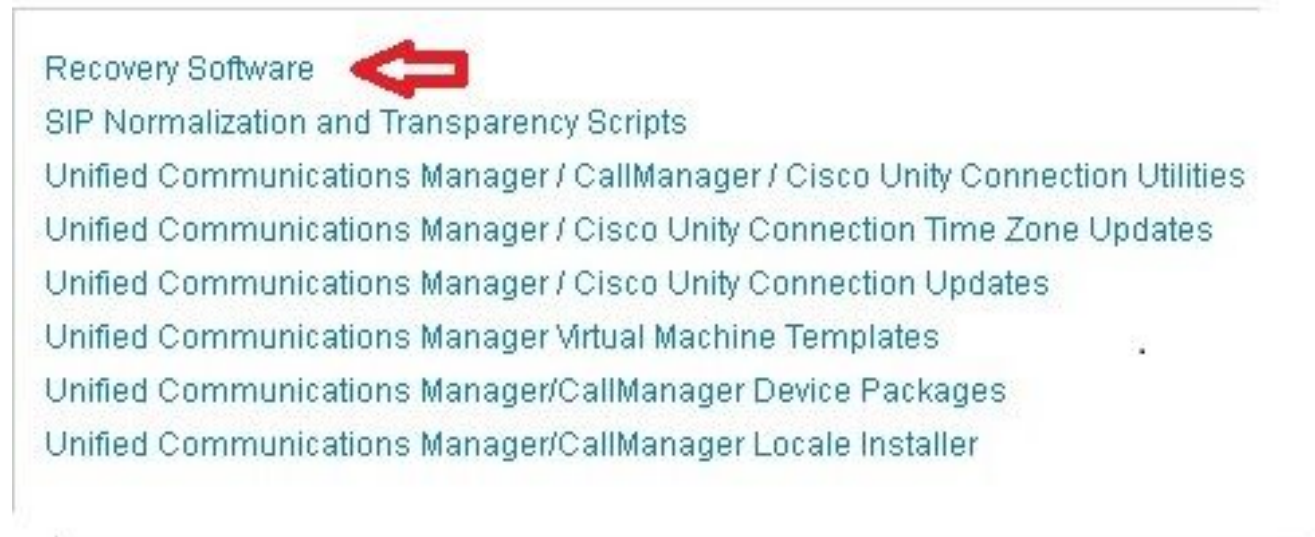 Recovery Software
SIP Normalization and Transparency Scripts
Unified Communications Manager / CallManager / Cisco Unity Connection Utilities
Unified Communications Manager / Cisco Unity Connection Time Zone Updates
Unified Communications Manager / Cisco Unity Connection Updates
Unified Communications Manager Virtual Machine Templates
Unified Communications Manager/CallManager Device Packages
Unified Communications Manager/CallManager Locale Installer